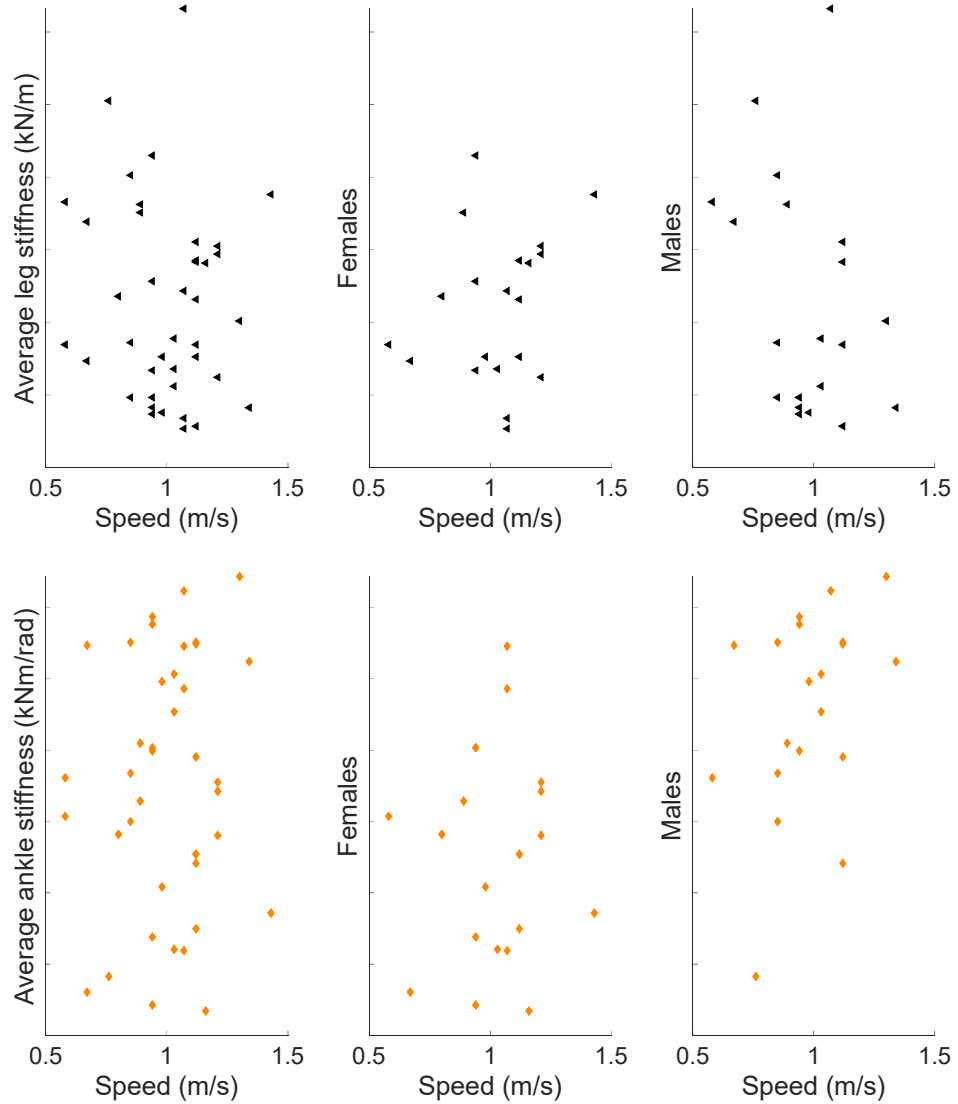 Average leg stiffness (kN/m)
0.5 1 1.5
Speed (m/s)
Females
0.5 1 1.5
Speed (m/s)
Males
0.5 1 1.5
Speed (m/s)
Average ankle stiffness (kNm/rad)
0.5 1 1.5
Speed (m/s)
Females
0.5 1 1.5
Speed (m/s)
Males
0.5 1 1.5
Speed (m/s)